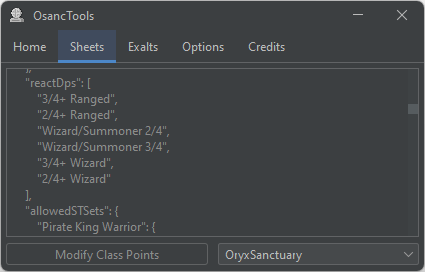 OsancTools
Home Sheets Exalts Options Credits
],
"reactDps": [
"3/4+ Ranged",
"2/4+ Ranged",
"Wizard/Summoner 2/4",
"Wizard/Summoner 3/4",
"3/4+ Wizard",
"2/4+ Wizard"
],
"allowedSTSets": {
"Pirate King Warrior": {
Modify Class Points
OryxSanctuary